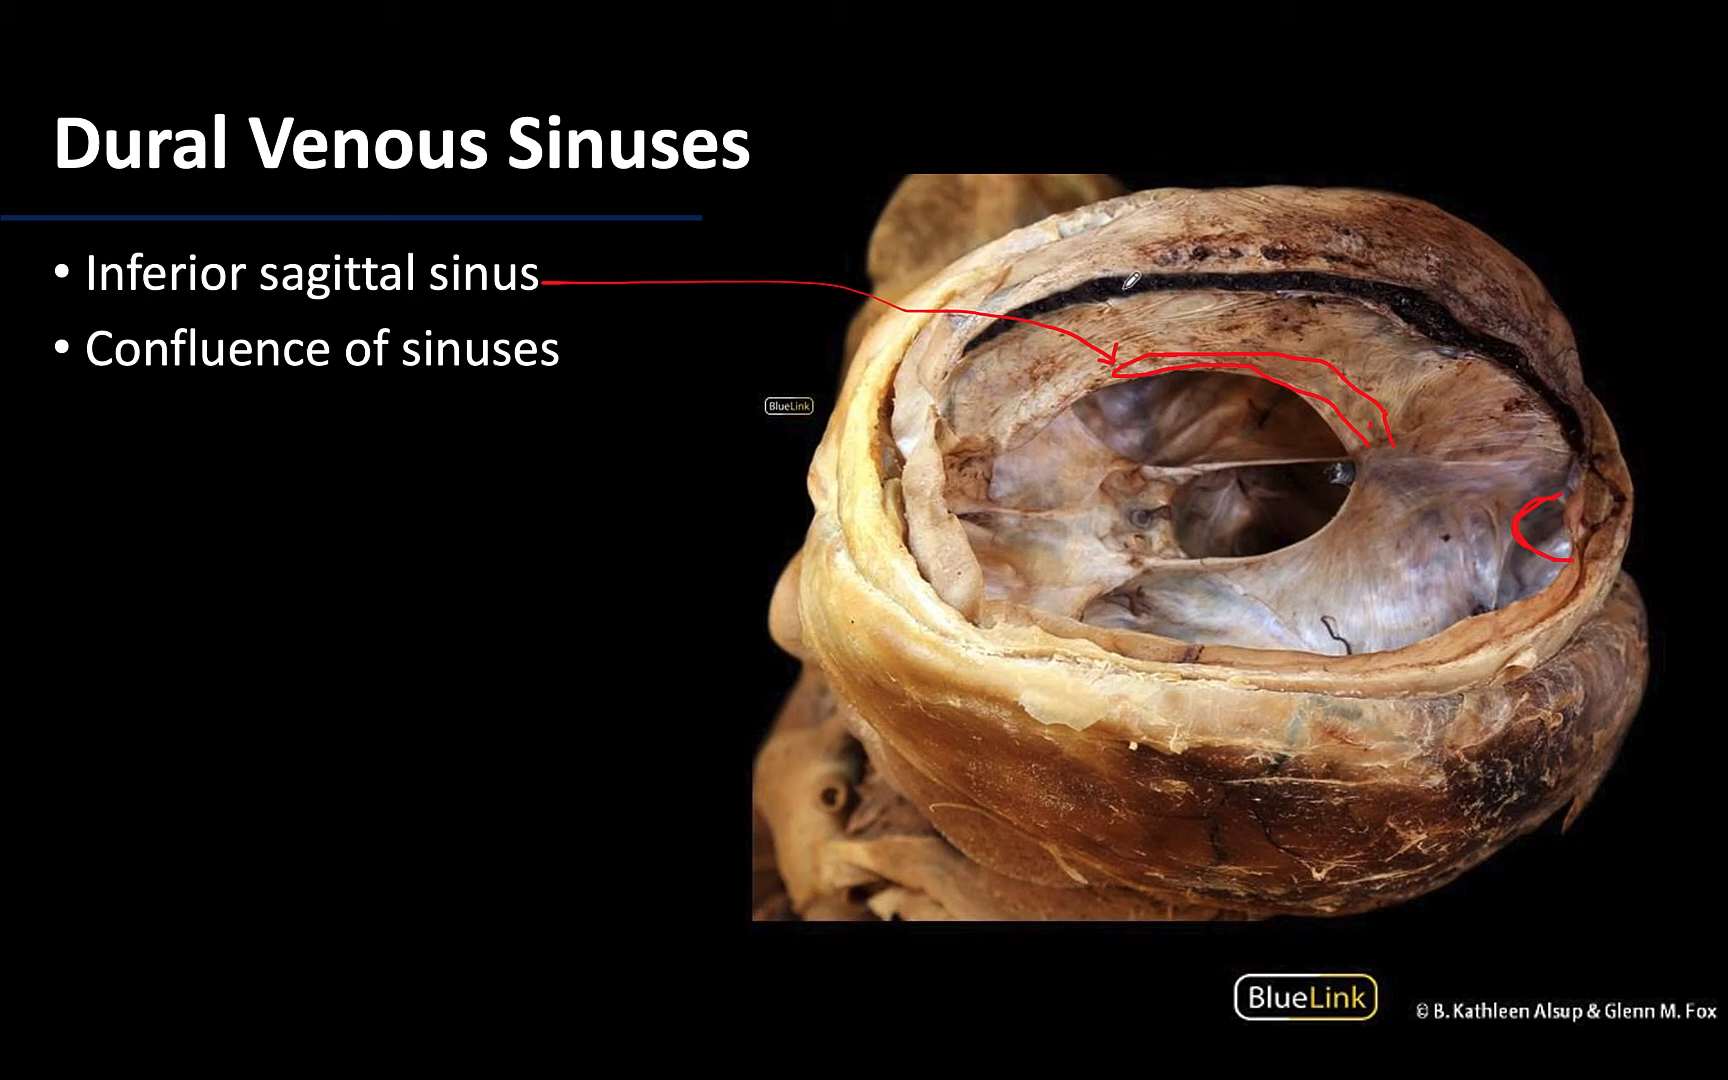 Dural Venous Sinuses
• Inferior sagittal sinus
• Confluence of sinuses
BlueLink
BlueLink
© B. Kathleen Alsup & Glenn M. Fox